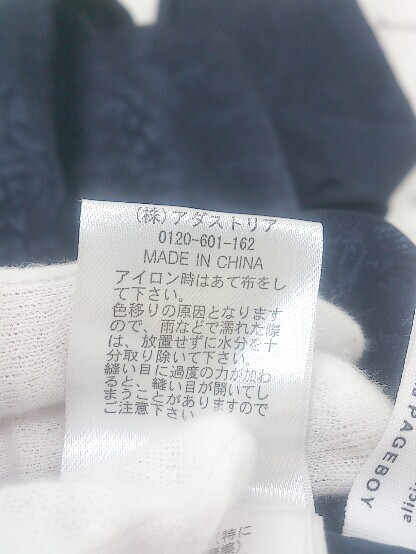 (株)アダストリア
0120-601-162
MADE IN CHINA
アイロン時はあて布をし
て下さい。
色移りの原因となります
ので、雨などで濡れた際
は、放置せずに水分を十
分取り除いて下さい。
縫い目に過度の力が加わ
ると、縫い目が開いてし
まうことがありますので
ご注意下さい
PAGEBOY
(特に